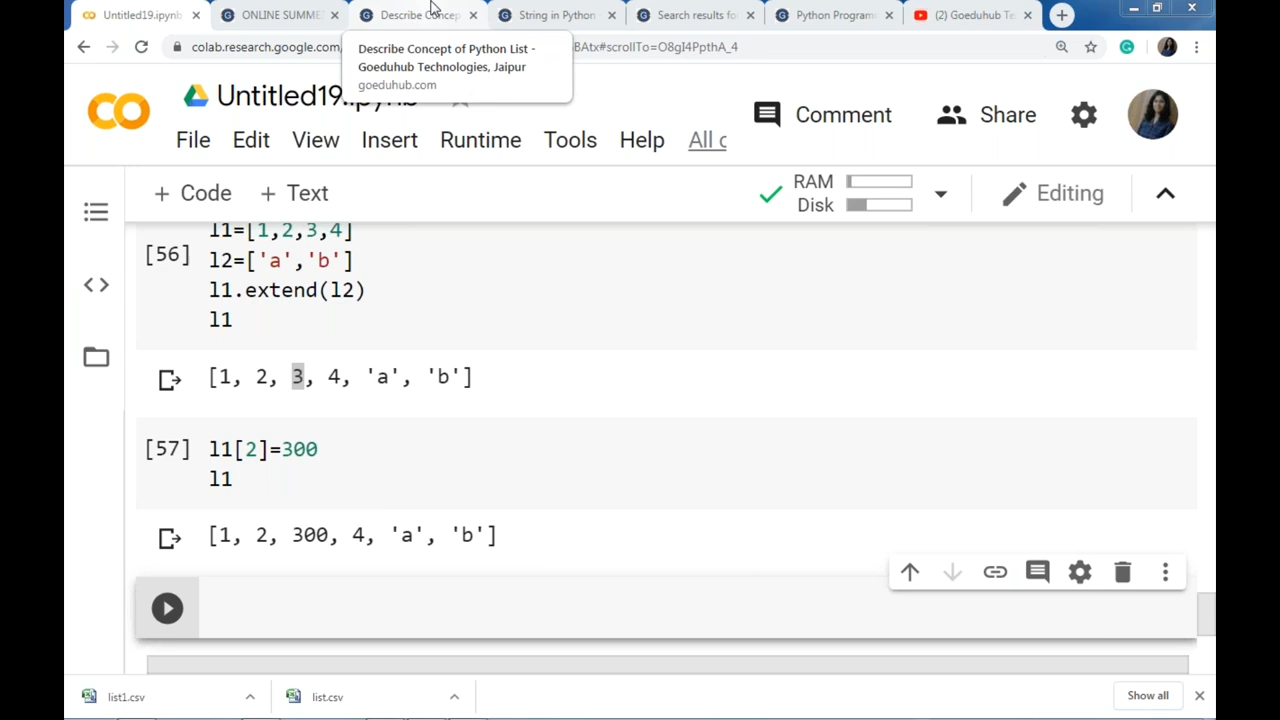 Untitled19.ipynb
ONLINE SUMME
Describe Concep
String in Python
Search results fo
Python Program
(2) Goeduhub Te
colab.research.google.com/
BAtx#scrollTo=O8gI4PpthA_4
Describe Concept of Python List -
Goeduhub Technologies, Jaipur
goeduhub.com
Untitled19.ipynb
Comment
Share
File Edit View Insert Runtime Tools Help All c
+ Code + Text
RAM
Disk
Editing
l1=[1,2,3,4]
[56] l2=['a','b']
l1.extend(l2)
l1
[1, 2, 3, 4, 'a', 'b']
[57] l1[2]=300
l1
[1, 2, 300, 4, 'a', 'b']
list1.csv
list.csv
Show all